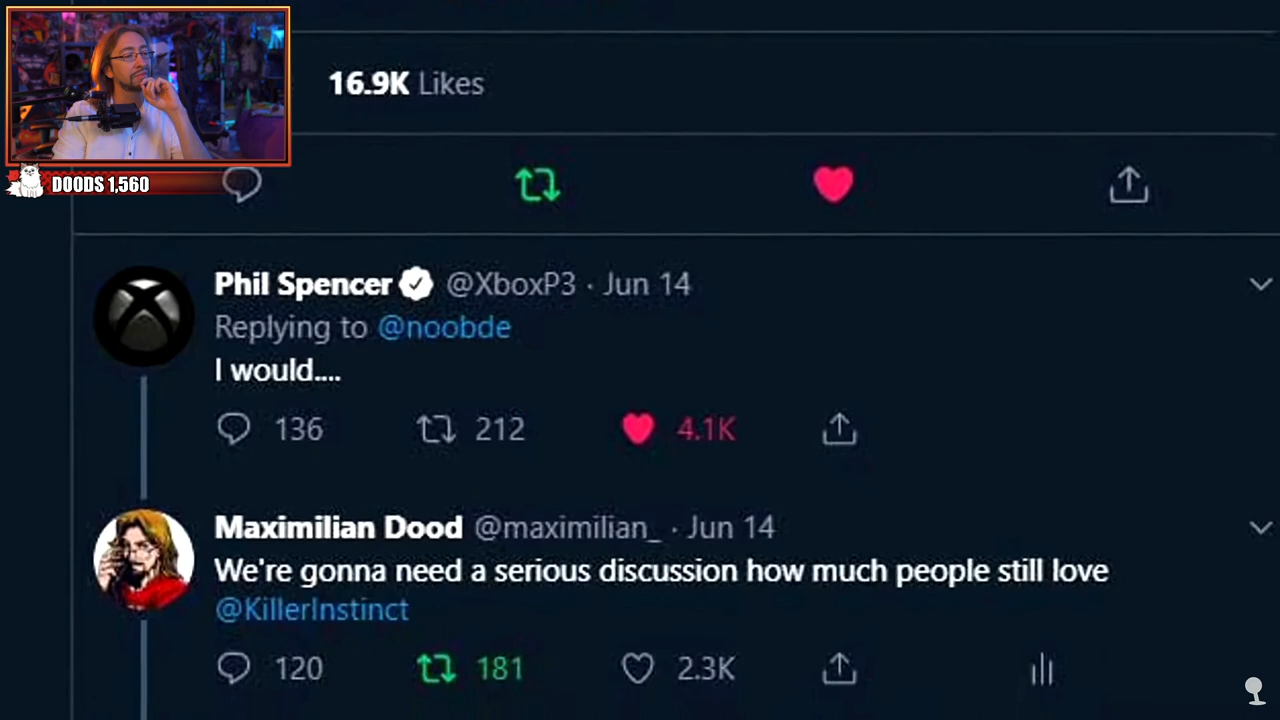 16.9K Likes
DOODS 1,560
Phil Spencer @XboxP3 · Jun 14
Replying to @noobde
I would....
136 212 4.1K
Maximilian Dood @maximilian_ · Jun 14
We're gonna need a serious discussion how much people still love
@KillerInstinct
120 181 2.3K